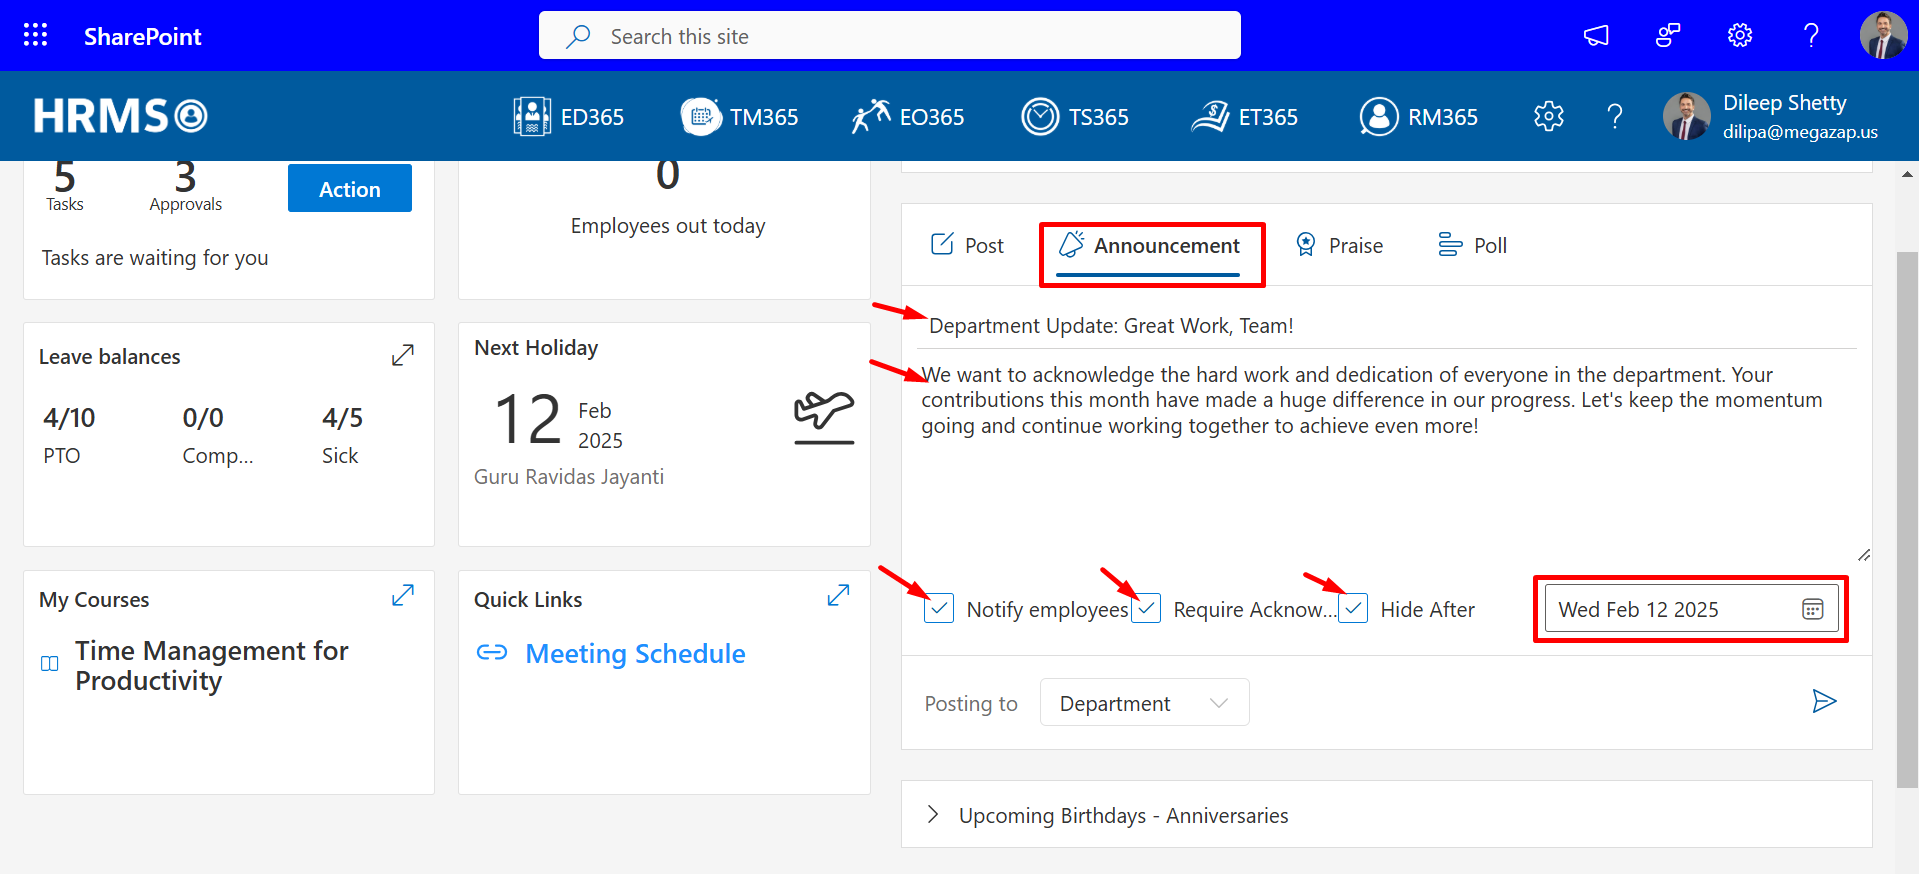 SharePoint
Search this site
HRMS
ED365
TM365
EO365
TS365
ET365
RM365
Dileep Shetty
dilipa@megazap.us
5
Tasks
3
Approvals
Action
Tasks are waiting for you
0
Employees out today
Leave balances
4/10
PTO
0/0
Comp...
4/5
Sick
Next Holiday
12
Feb
2025
Guru Ravidas Jayanti
My Courses
Time Management for
Productivity
Quick Links
Meeting Schedule
Post
Announcement
Praise
Poll
Department Update: Great Work, Team!
We want to acknowledge the hard work and dedication of everyone in the department. Your
contributions this month have made a huge difference in our progress. Let's keep the momentum
going and continue working together to achieve even more!
Notify employees
Require Acknow...
Hide After
Wed Feb 12 2025
Posting to
Department
Upcoming Birthdays - Anniversaries